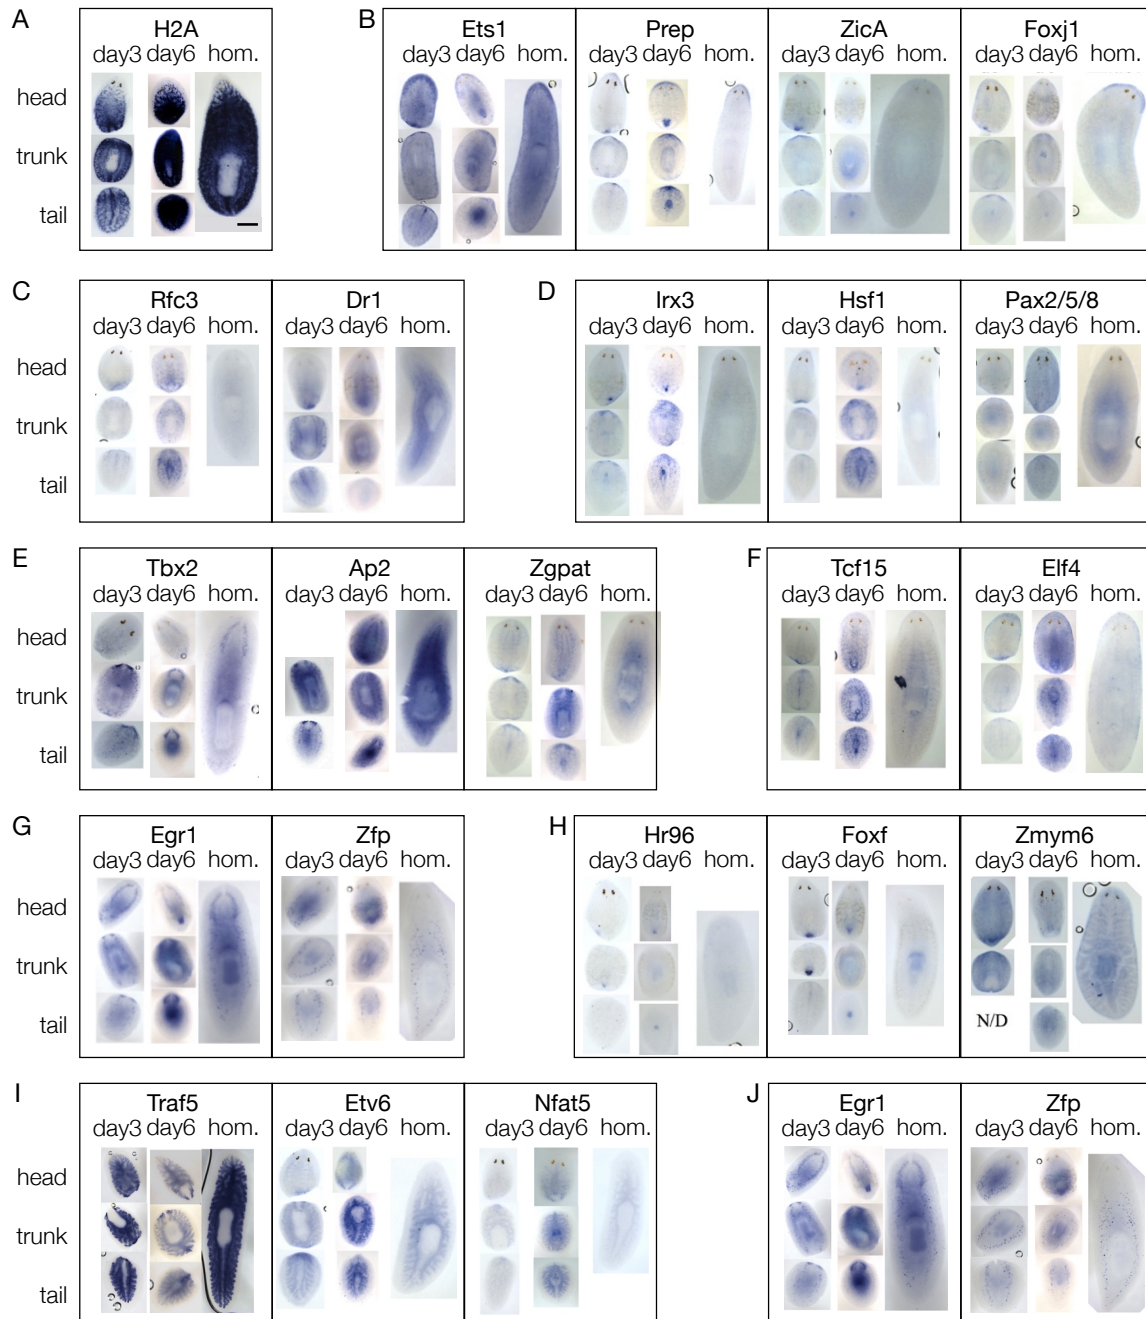 A B
H2A Ets1 Prep ZicA Foxj1
day3 day6 hom. day3 day6 hom. day3 day6 hom. day3 day6 hom. day3 day6 hom.
head
trunk
tail
C D
Rfc3 Dr1 Irx3 Hsf1 Pax2/5/8
day3 day6 hom. day3 day6 hom. day3 day6 hom. day3 day6 hom. day3 day6 hom.
head
trunk
tail
E F
Tbx2 Ap2 Zgpat Tcf15 Elf4
day3 day6 hom. day3 day6 hom. day3 day6 hom. day3 day6 hom. day3 day6 hom.
head
trunk
tail
G H
Egr1 Zfp Hr96 Foxf Zmym6
day3 day6 hom. day3 day6 hom. day3 day6 hom. day3 day6 hom. day3 day6 hom.
head
trunk
tail N/D
I J
Traf5 Etv6 Nfat5 Egr1 Zfp
day3 day6 hom. day3 day6 hom. day3 day6 hom. day3 day6 hom. day3 day6 hom.
head
trunk
tail